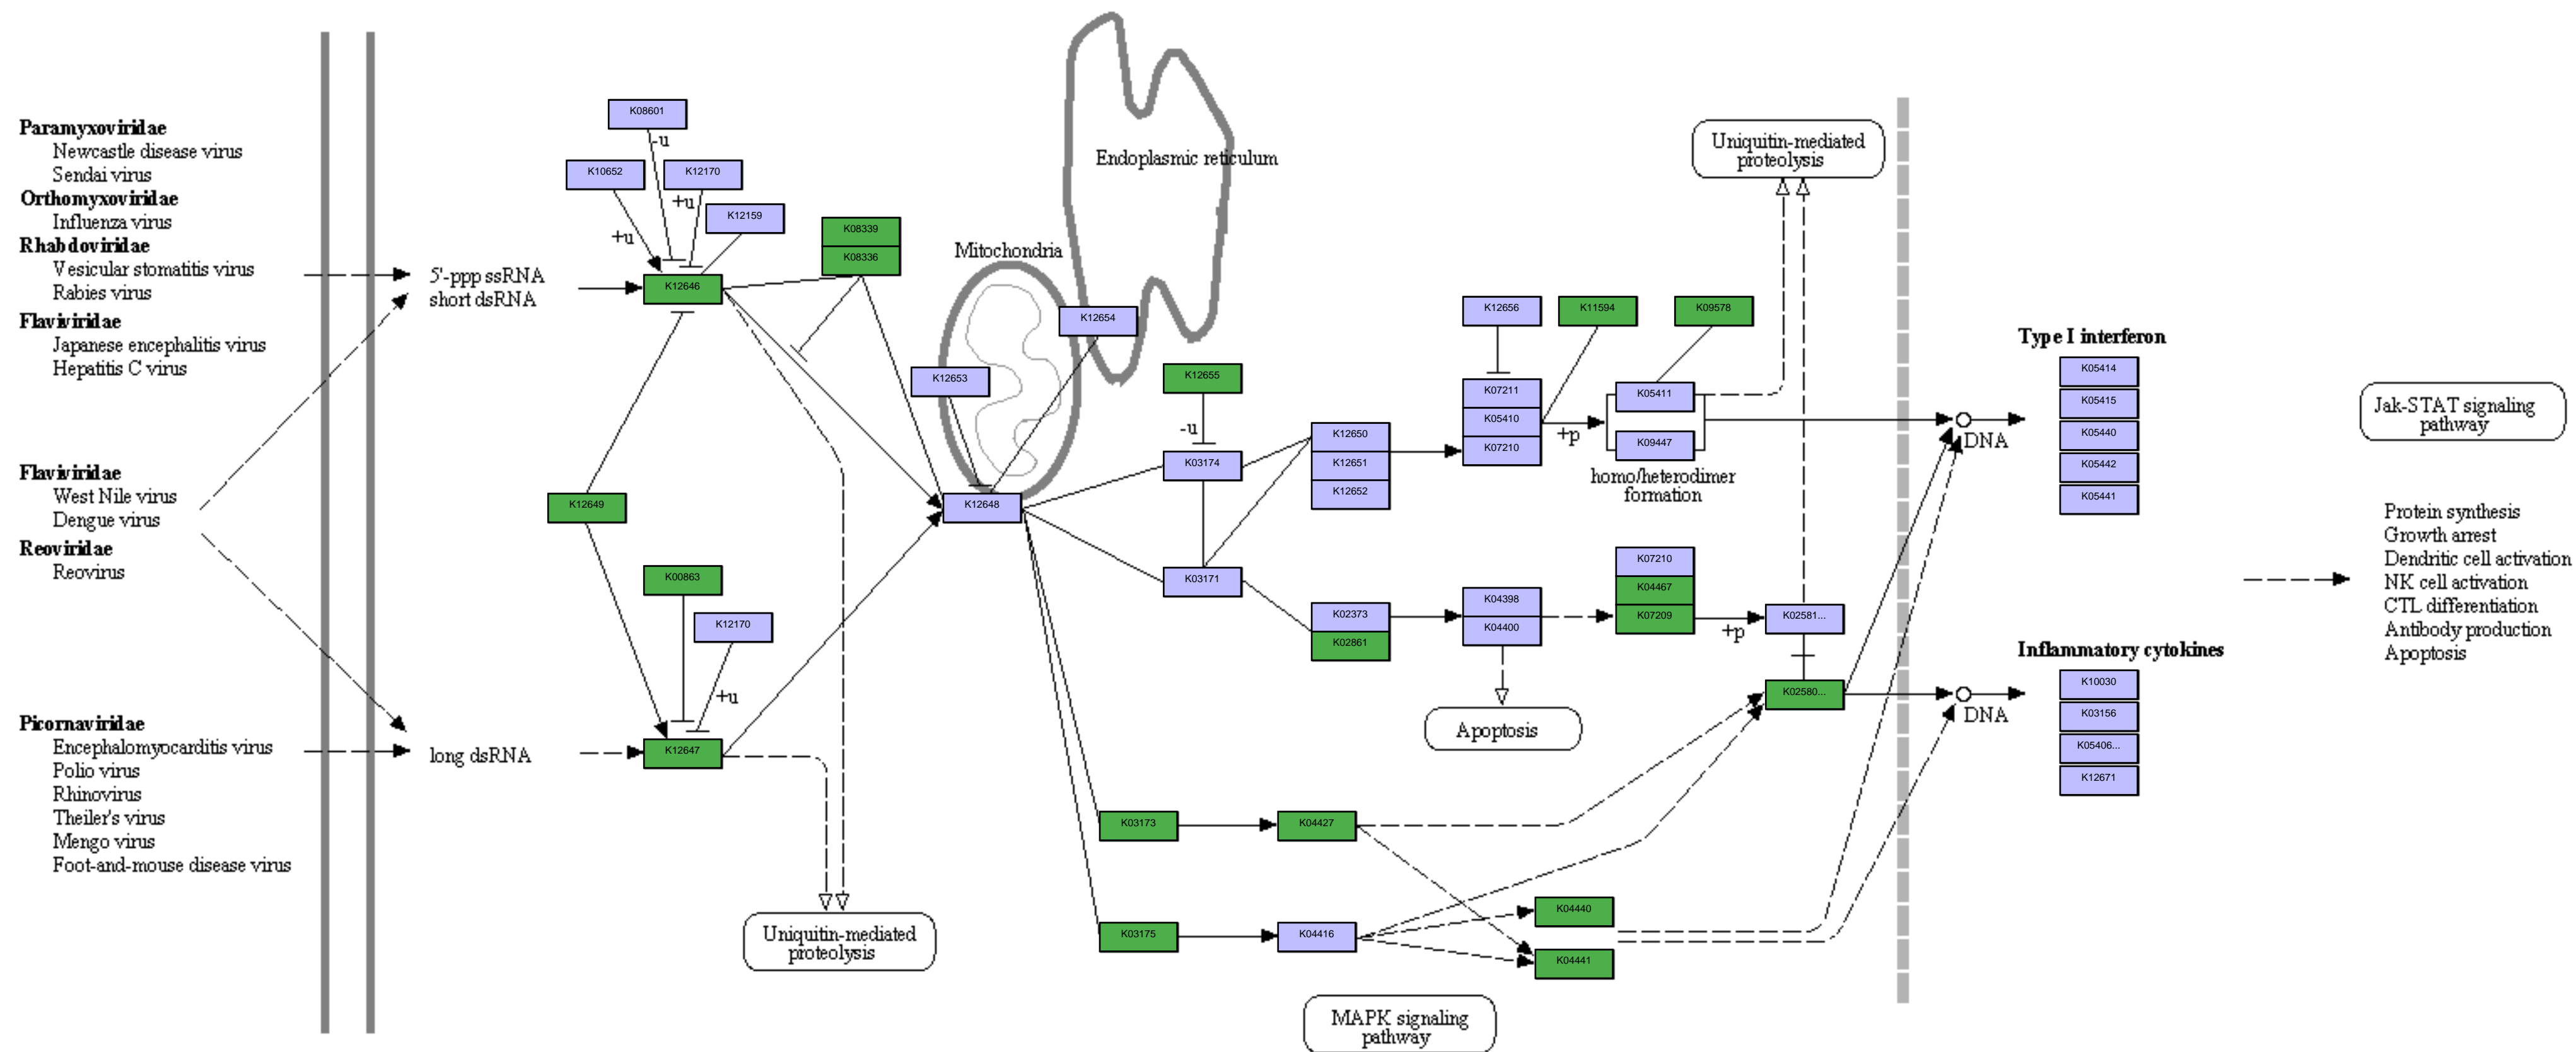 Paramyxoviridae
Newcastle disease virus
Sendai virus
Orthomyxoviridae
Influenza virus
Rhabdoviridae
Vesicular stomatitis virus
Rabies virus
Flaviviridae
Japanese encephalitis virus
Hepatitis C virus
Flaviviridae
West Nile virus
Dengue virus
Reoviridae
Reovirus
Picornaviridae
Encephalomyocarditis virus
Polio virus
Rhinovirus
Theiler's virus
Mengo virus
Foot-and-mouse disease virus
5'-ppp ssRNA
short dsRNA
long dsRNA
K08601
-u
K10652
K12170
+u
+u
K12159
K12646
K08339
K08336
K12649
K00863
K12170
+u
K12647
Uniquitin-mediated
proteolysis
Mitochondria
Endoplasmic reticulum
K12654
K12653
K12648
K12655
-u
K03174
K03171
K12650
K12651
K12652
K02373
K02861
K12656
K11594
K09578
K07211
K05410
K07210
+p
K05411
K09447
homo/heterodimer
formation
Uniquitin-mediated
proteolysis
K04398
K04400
Apoptosis
K07210
K04467
K07209
+p
K02581...
K02580...
K03173
K04427
K03175
K04416
K04440
K04441
MAPK signaling
pathway
DNA
DNA
Type I interferon
K05414
K05415
K05440
K05442
K05441
Inflammatory cytokines
K10030
K03156
K05406...
K12671
Jak-STAT signaling
pathway
Protein synthesis
Growth arrest
Dendritic cell activation
NK cell activation
CTL differentiation
Antibody production
Apoptosis